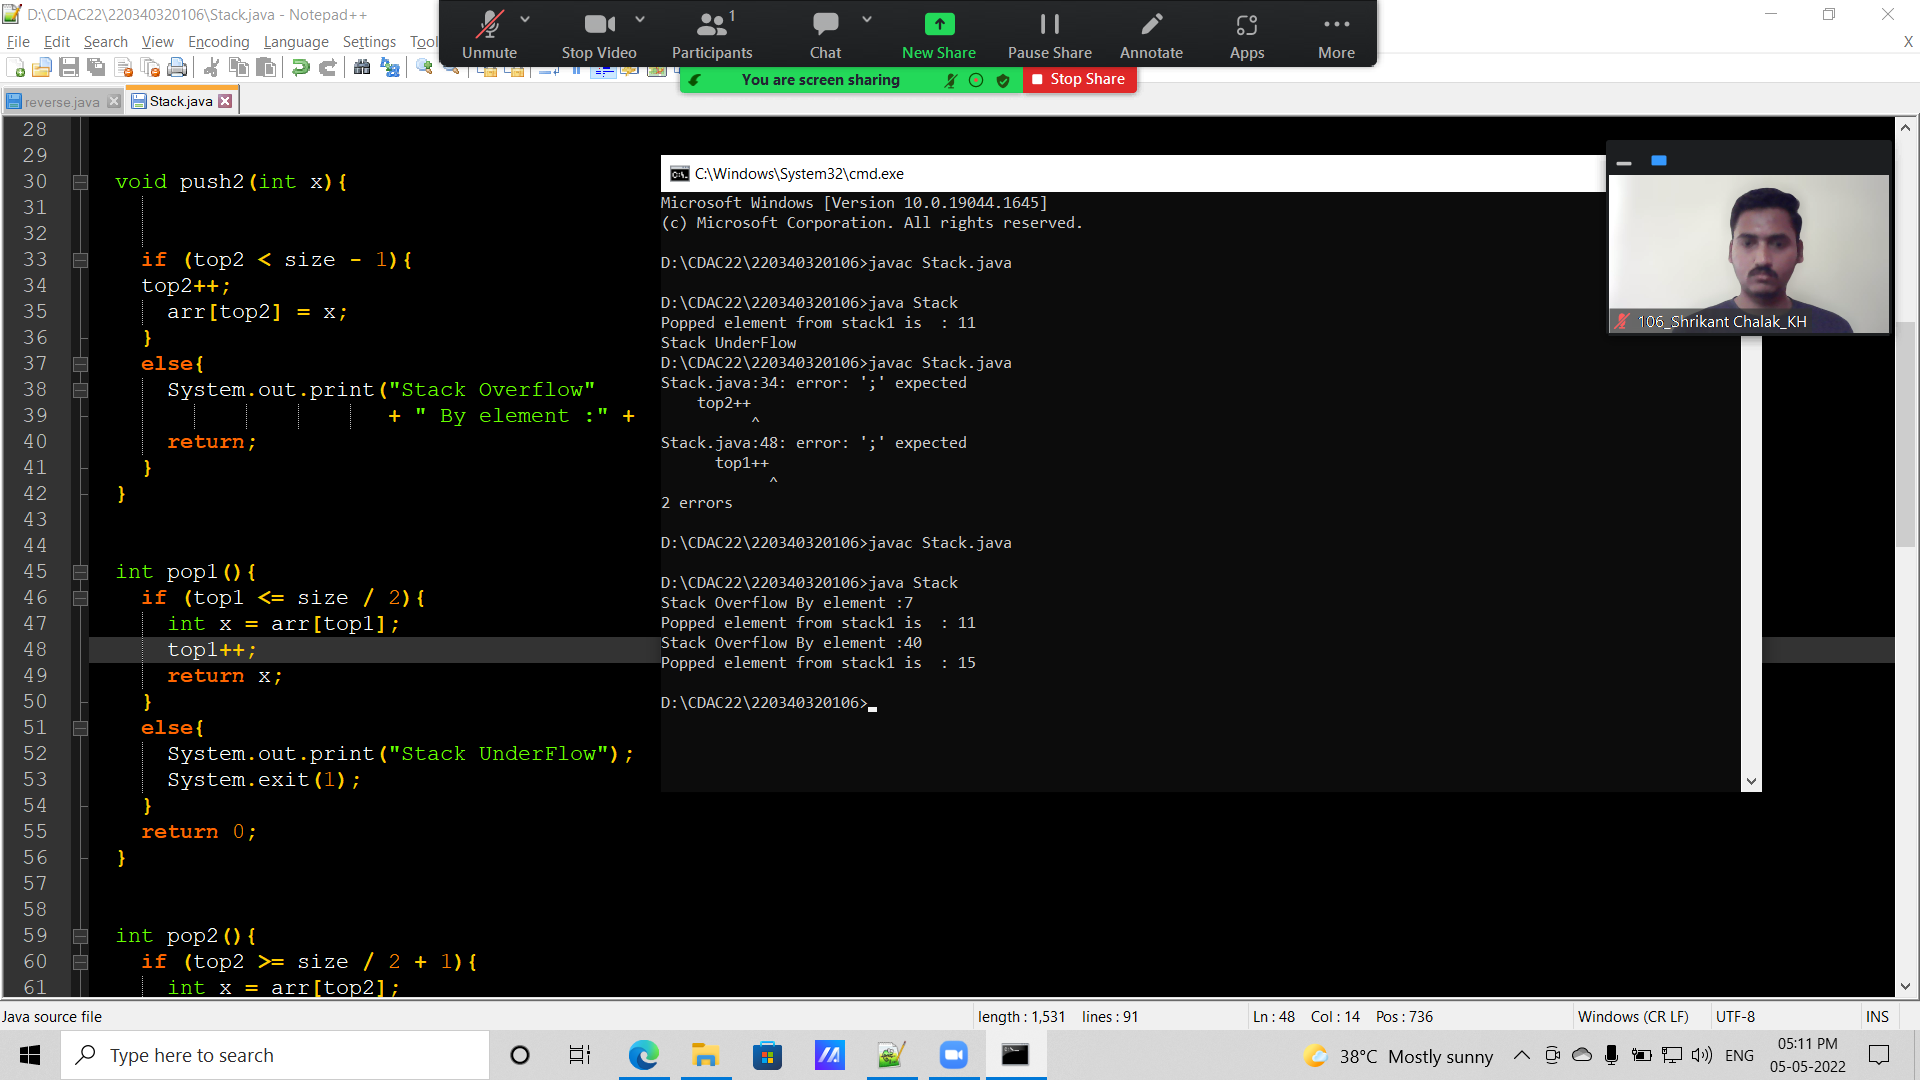 D:\CDAC22\220340320106\Stack.java - Notepad++
File Edit Search View Encoding Language Settings
Unmute Stop Video 1 Participants Chat New Share Pause Share Annotate Apps More
You are screen sharing Stop Share
X
reverse.java Stack.java
28
29
30 void push2(int x){
31
32
33 if (top2 < size - 1){
34 top2++;
35 arr[top2] = x;
36 }
37 else{
38 System.out.print("Stack Overflow"
39 + " By element :" +
40 return;
41 }
42 }
43
44
45 int pop1(){
46 if (top1 <= size / 2){
47 int x = arr[top1];
48 top1++;
49 return x;
50 }
51 else{
52 System.out.print("Stack UnderFlow");
53 System.exit(1);
54 }
55 return 0;
56 }
57
58
59 int pop2(){
60 if (top2 >= size / 2 + 1){
61 int x = arr[top2];
C:\Windows\System32\cmd.exe
Microsoft Windows [Version 10.0.19044.1645]
(c) Microsoft Corporation. All rights reserved.
D:\CDAC22\220340320106>javac Stack.java
D:\CDAC22\220340320106>java Stack
Popped element from stack1 is  : 11
Stack UnderFlow
D:\CDAC22\220340320106>javac Stack.java
Stack.java:34: error: ';' expected
top2++
^
Stack.java:48: error: ';' expected
top1++
^
2 errors
D:\CDAC22\220340320106>javac Stack.java
D:\CDAC22\220340320106>java Stack
Stack Overflow By element :7
Popped element from stack1 is  : 11
Stack Overflow By element :40
Popped element from stack1 is  : 15
D:\CDAC22\220340320106>
106_Shrikant Chalak_KH
Java source file length : 1,531 lines : 91 Ln : 48 Col : 14 Pos : 736 Windows (CR LF) UTF-8 INS
Type here to search
38°C Mostly sunny ENG
05:11 PM
05-05-2022